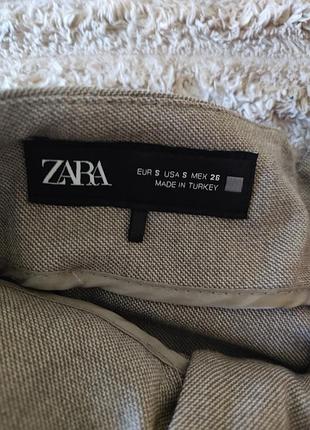 ZARA
EUR S USA S MEX 26
MADE IN TURKEY